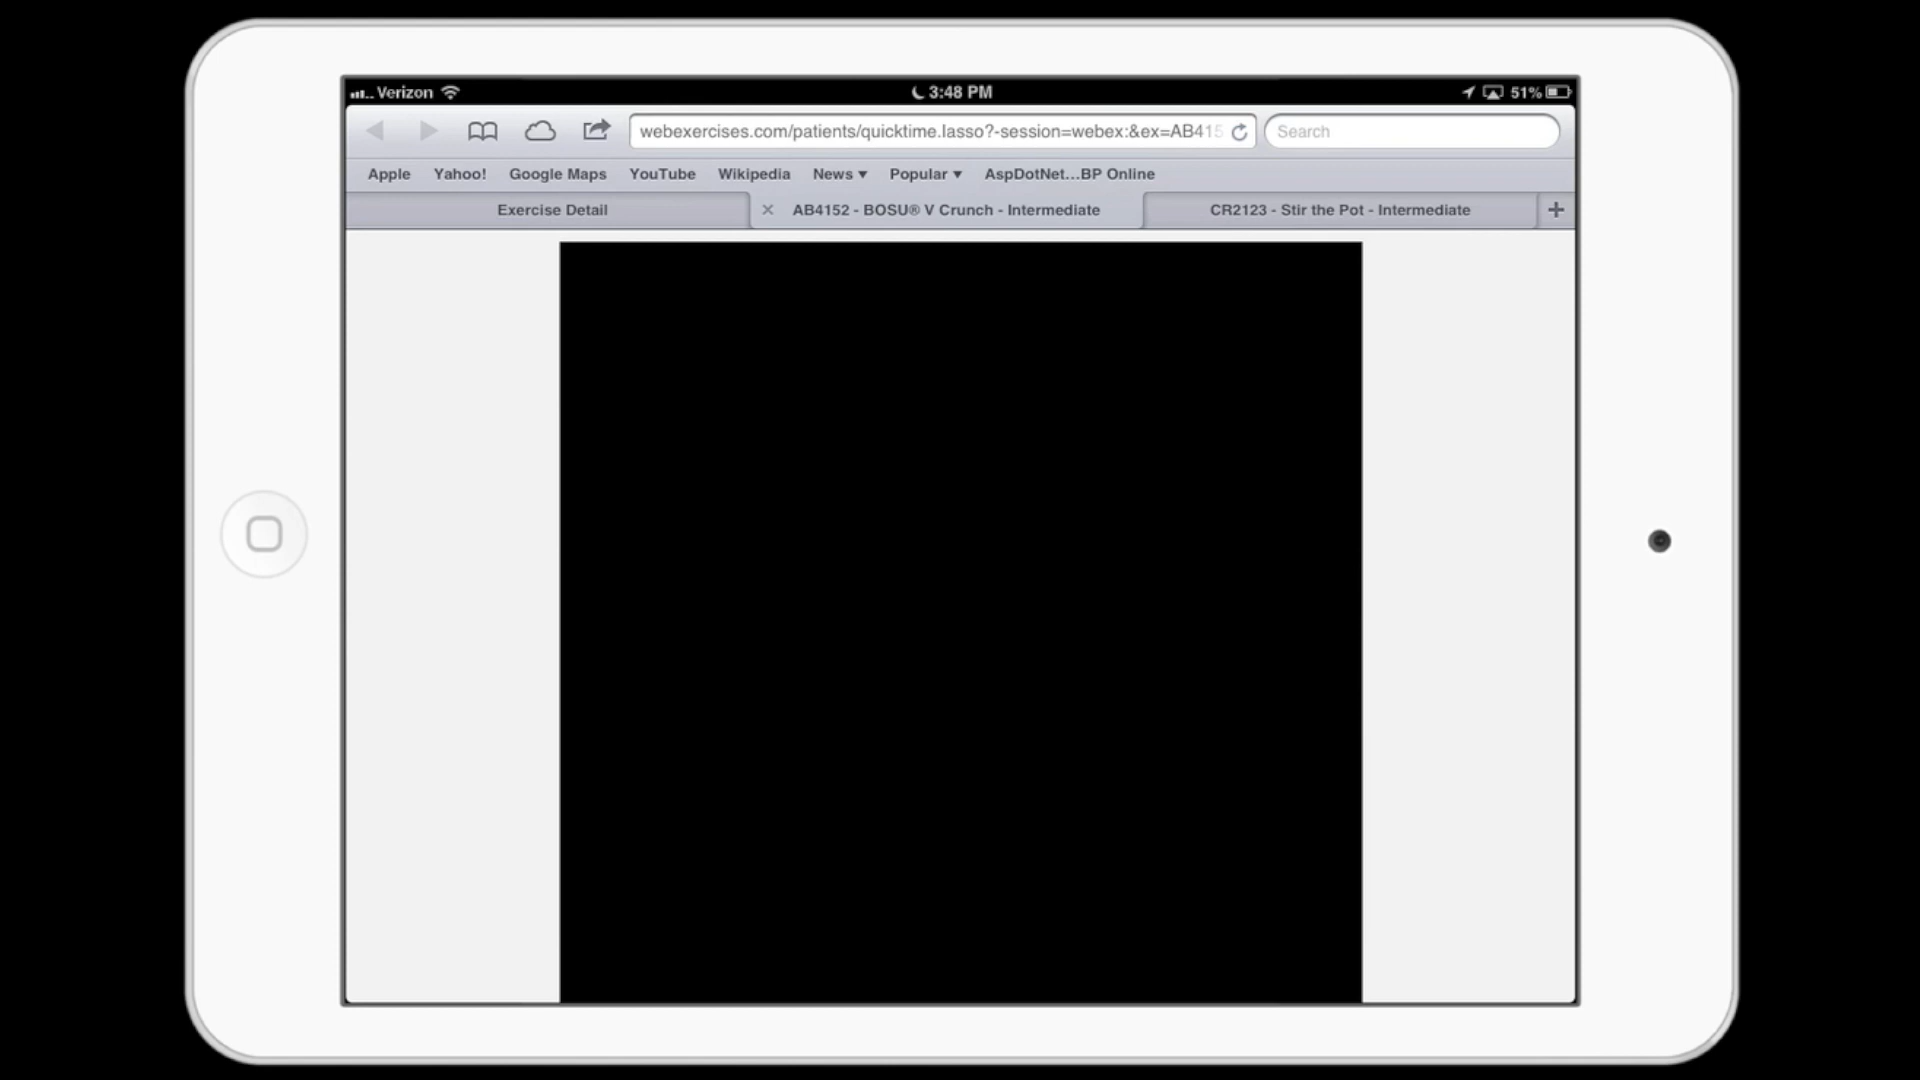 Verizon 3:48 PM 51%
webexercises.com/patients/quicktime.lasso?-session=webex:&ex=AB415 Search
Apple Yahoo! Google Maps YouTube Wikipedia News ▾ Popular ▾ AspDotNet...BP Online
Exercise Detail AB4152 - BOSU® V Crunch - Intermediate CR2123 - Stir the Pot - Intermediate